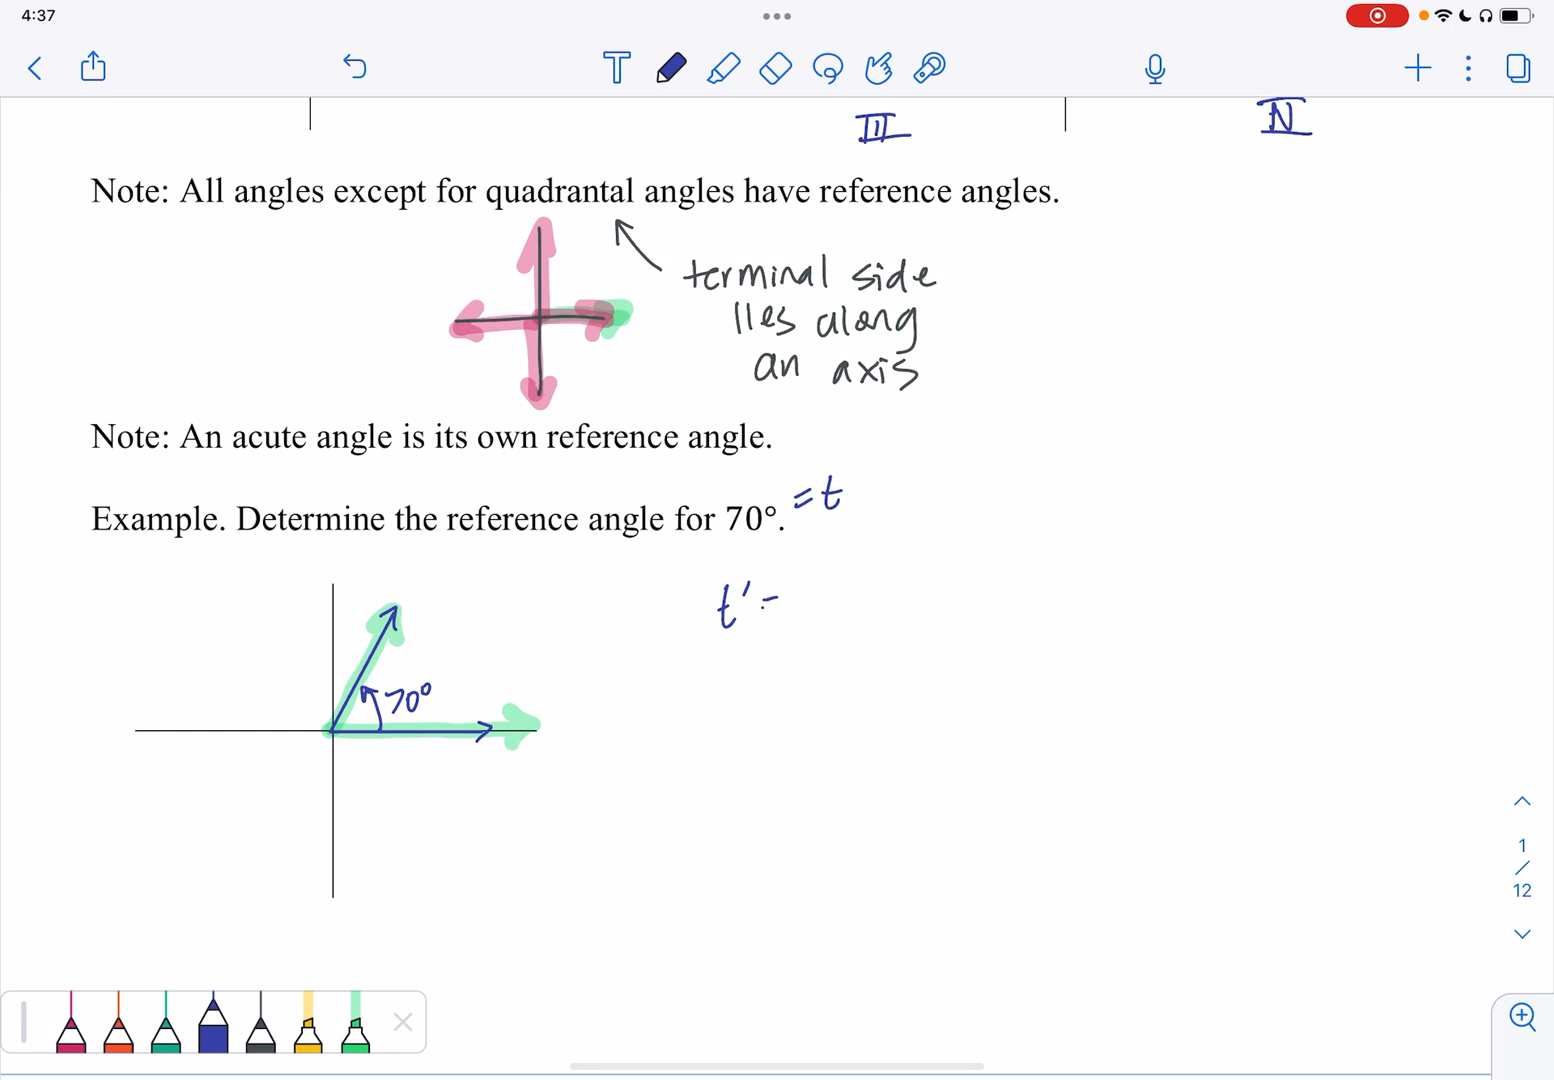 4:37
T
III
IV
Note: All angles except for quadrantal angles have reference angles.
terminal side
lies along
an axis
Note: An acute angle is its own reference angle.
Example. Determine the reference angle for 70°. = t
t' =
70°
1
/
12